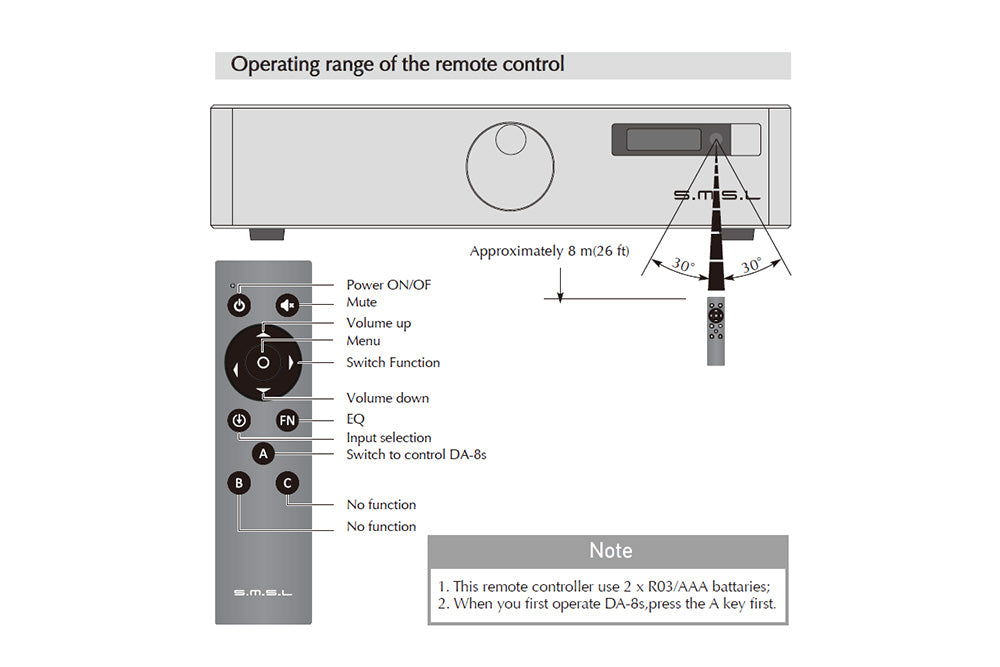 Operating range of the remote control
S.M.S.L
Approximately 8 m(26 ft)
30° 30°
Power ON/OF
Mute
Volume up
Menu
Switch Function
Volume down
FN
EQ
Input selection
A
Switch to control DA-8s
B C
No function
No function
S.M.S.L
Note
1. This remote controller use 2 x R03/AAA battaries;
2. When you first operate DA-8s,press the A key first.